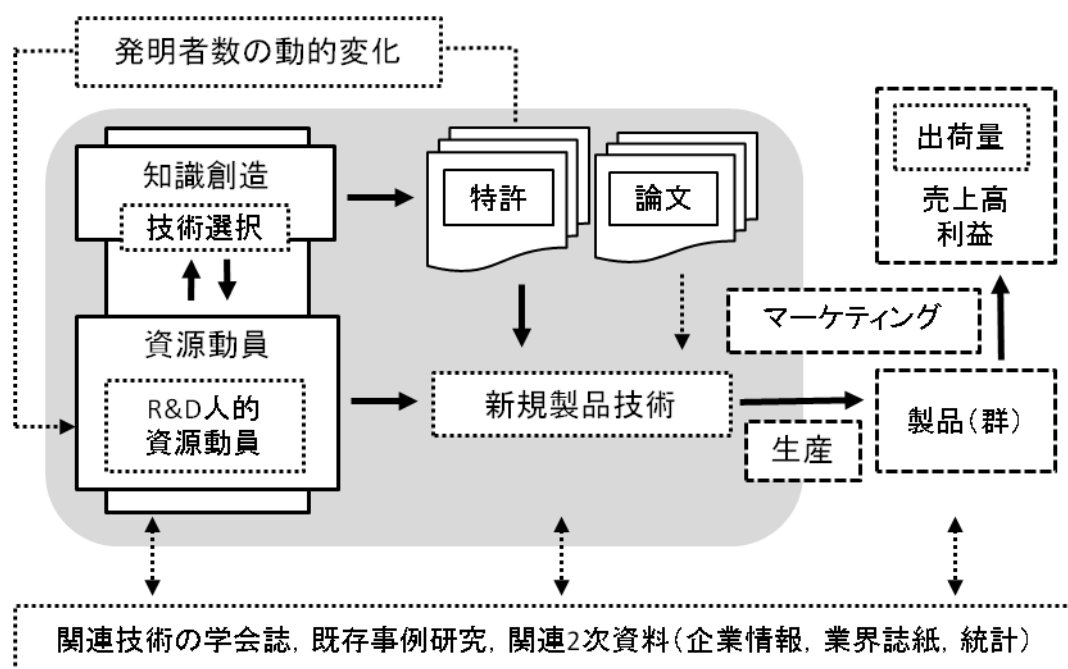 発明者数の動的変化
知識創造
技術選択
資源動員
R&D人的
資源動員
特許
論文
新規製品技術
マーケティング
生産
出荷量
売上高
利益
製品(群)
関連技術の学会誌, 既存事例研究, 関連2次資料(企業情報, 業界誌紙, 統計)